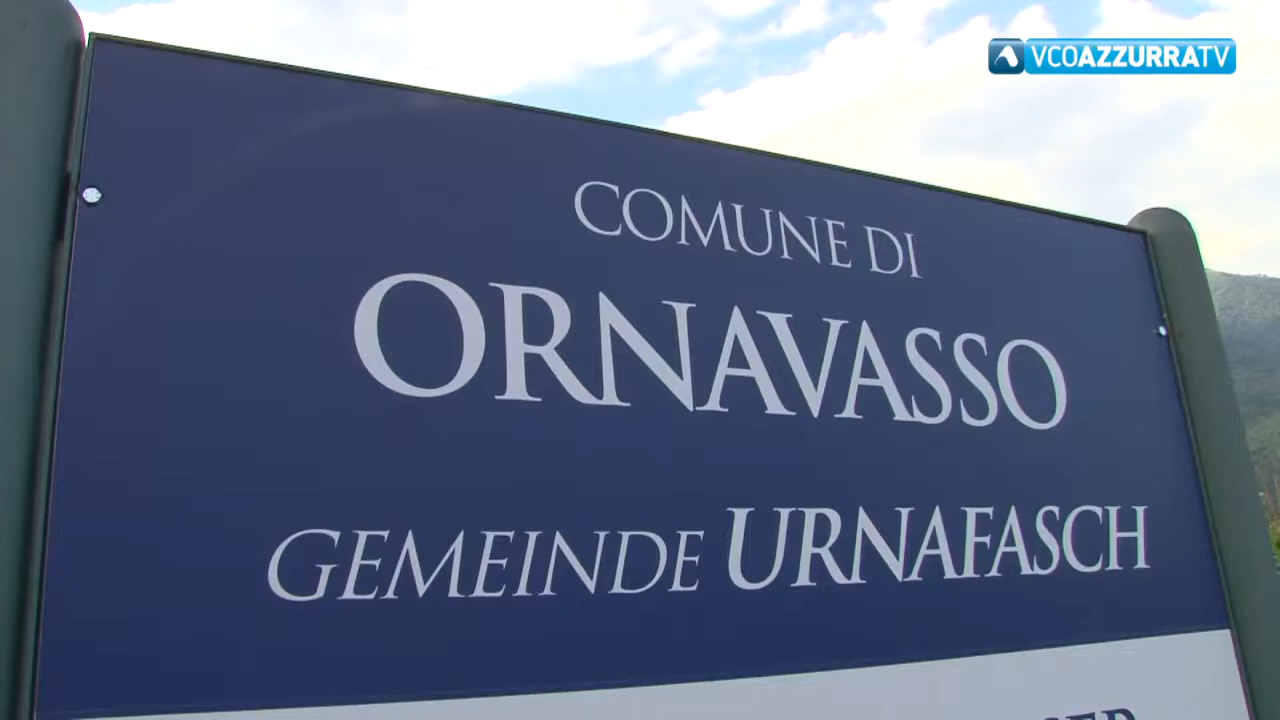 VCOAZZURRATV
COMUNE DI
ORNAVASSO
GEMEINDE URNAFASCH